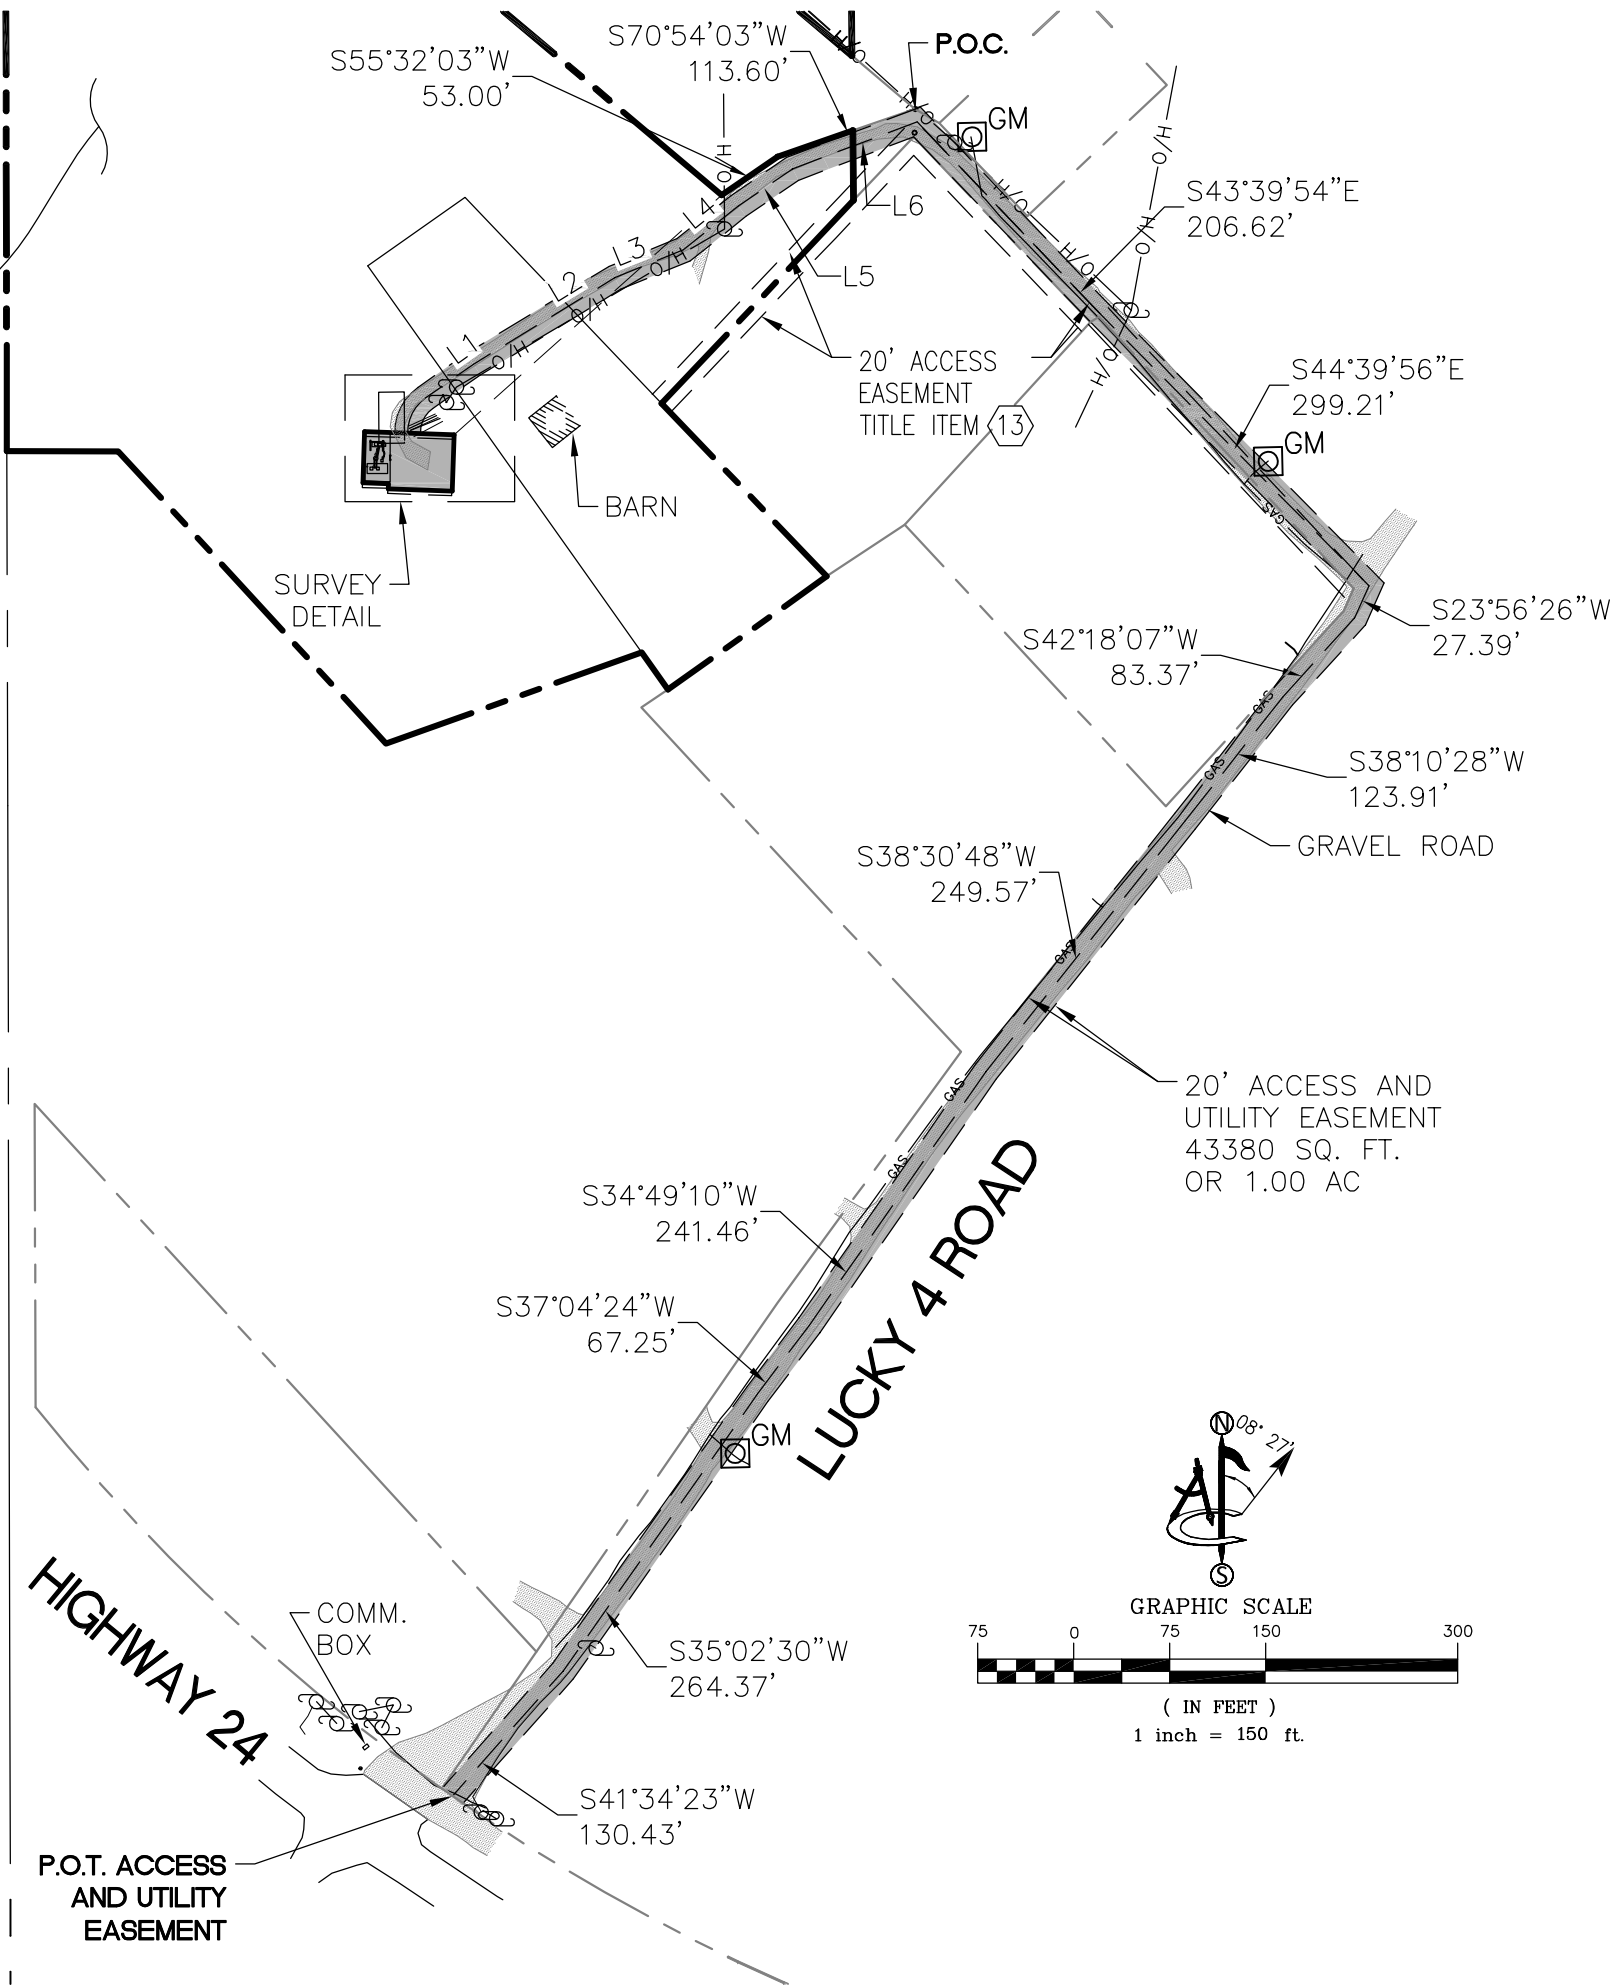 S70°54'03"W
113.60'
P.O.C.
S55°32'03"W
53.00'
GM
O/H
O/H
O/H
O/H
O/H
O/H
S43°39'54"E
206.62'
L6
L4
L3
O/H
O/H
L5
L2
O/H
L1
O/H
O/H
20' ACCESS
EASEMENT
TITLE ITEM 13
S44°39'56"E
299.21'
GM
BARN
GAS
SURVEY
DETAIL
S23°56'26"W
27.39'
S42°18'07"W
83.37'
GAS
S38°10'28"W
123.91'
GAS
GRAVEL ROAD
S38°30'48"W
249.57'
GAS
20' ACCESS AND
UTILITY EASEMENT
43380 SQ. FT.
OR 1.00 AC
GAS
GAS
LUCKY 4 ROAD
S34°49'10"W
241.46'
S37°04'24"W
67.25'
GM
N 08° 27'
S
GRAPHIC SCALE
75 0 75 150 300
( IN FEET )
1 inch = 150 ft.
HIGHWAY 24
COMM.
BOX
S35°02'30"W
264.37'
S41°34'23"W
130.43'
P.O.T. ACCESS
AND UTILITY
EASEMENT